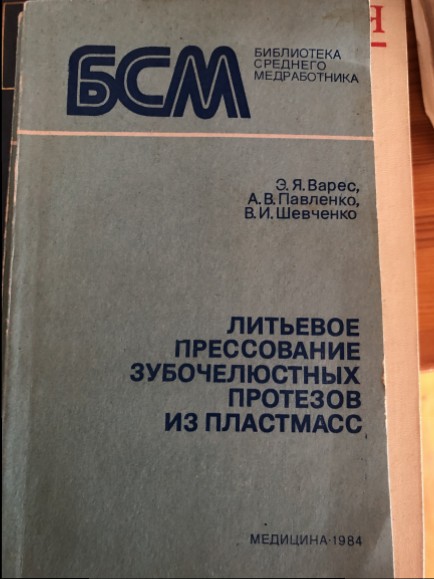 БСМ
БИБЛИОТЕКА
СРЕДНЕГО
МЕДРАБОТНИКА
Э.Я.Варес,
А.В.Павленко,
В.И.Шевченко
ЛИТЬЕВОЕ
ПРЕССОВАНИЕ
ЗУБОЧЕЛЮСТНЫХ
ПРОТЕЗОВ
ИЗ ПЛАСТМАСС
МЕДИЦИНА·1984
Я